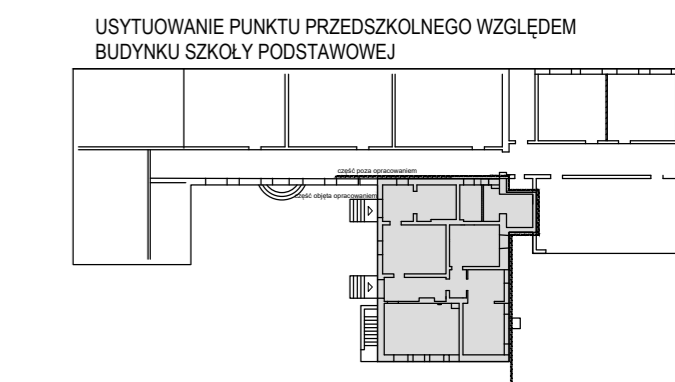 USYTUOWANIE PUNKTU PRZEDSZKOLNEGO WZGLĘDEM
BUDYNKU SZKOŁY PODSTAWOWEJ
część poza opracowaniem
część objęta opracowaniem